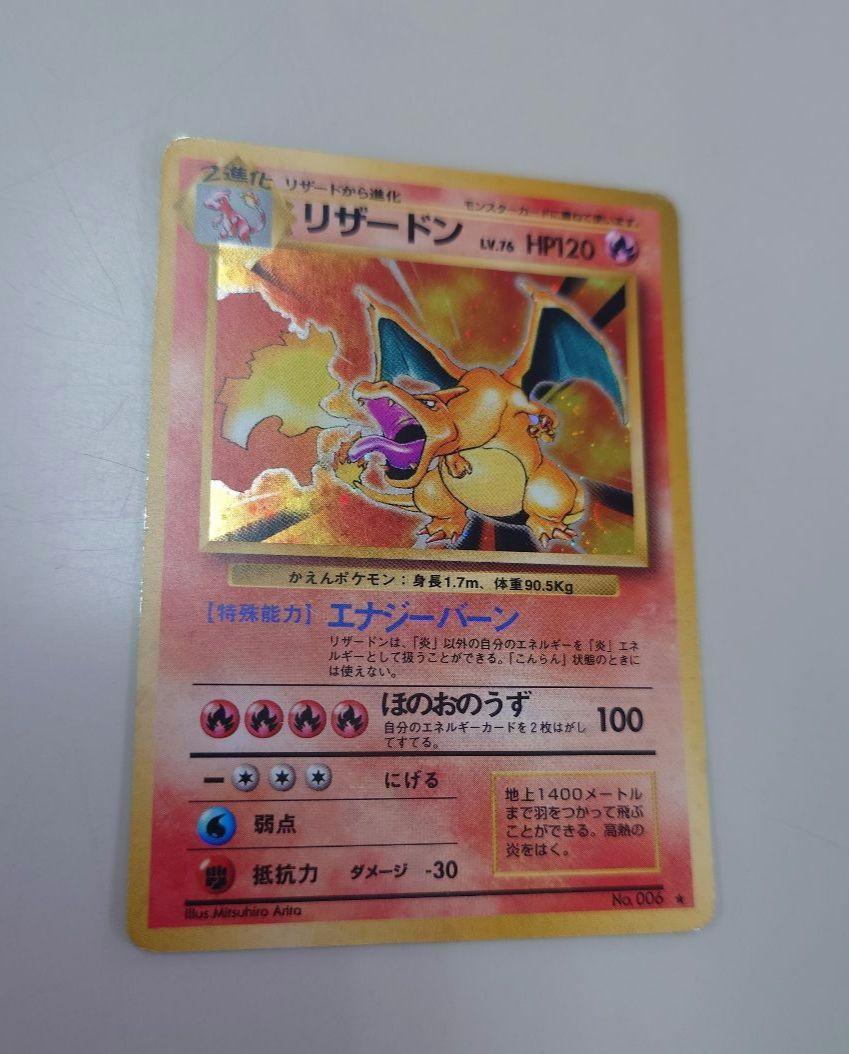 2進化 リザードから進化
モンスターカードに重ねて使います。
リザードン LV.76 HP120
かえんポケモン:身長1.7m、体重90.5Kg
【特殊能力】 エナジーバーン
リザードンは、「炎」以外の自分のエネルギーを「炎」エネ
ルギーとして扱うことができる。「こんらん」状態のときに
は使えない。
ほのおのうず 100
自分のエネルギーカードを2枚はがし
てすてる。
にげる
弱点
抵抗力 ダメージ -30
地上1400メートル
まで羽をつかって飛ぶ
ことができる。高熱の
炎をはく。
Illus.Mitsuhiro Arita
No.006 ★